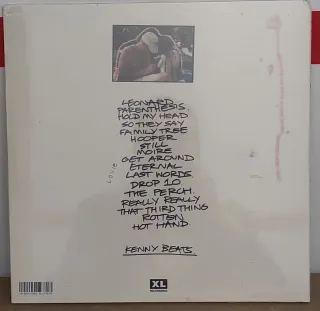 LEONARD
PARENTHESIS
HOLD MY HEAD
SO THEY SAY
FAMILY TREE
HOOPER
STILL
MOIRE
GET AROUND
ETERNAL
LAST WORDS
DROP 10
THE PERCH
REALLY REALLY
THAT THIRD THING
ROTTEN
HOT HAND
LOUIE
KENNY BEATS
XL